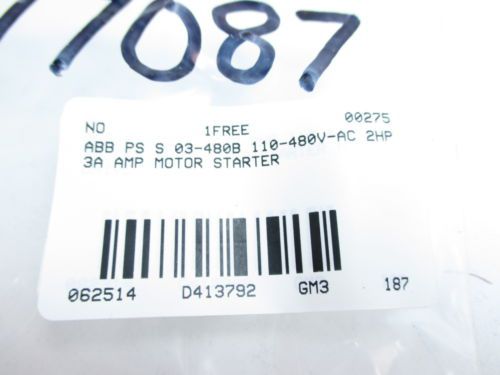 7087
NO 1FREE 00275
ABB PS S 03-480B 110-480V-AC 2HP
3A AMP MOTOR STARTER
062514 D413792 GM3 187